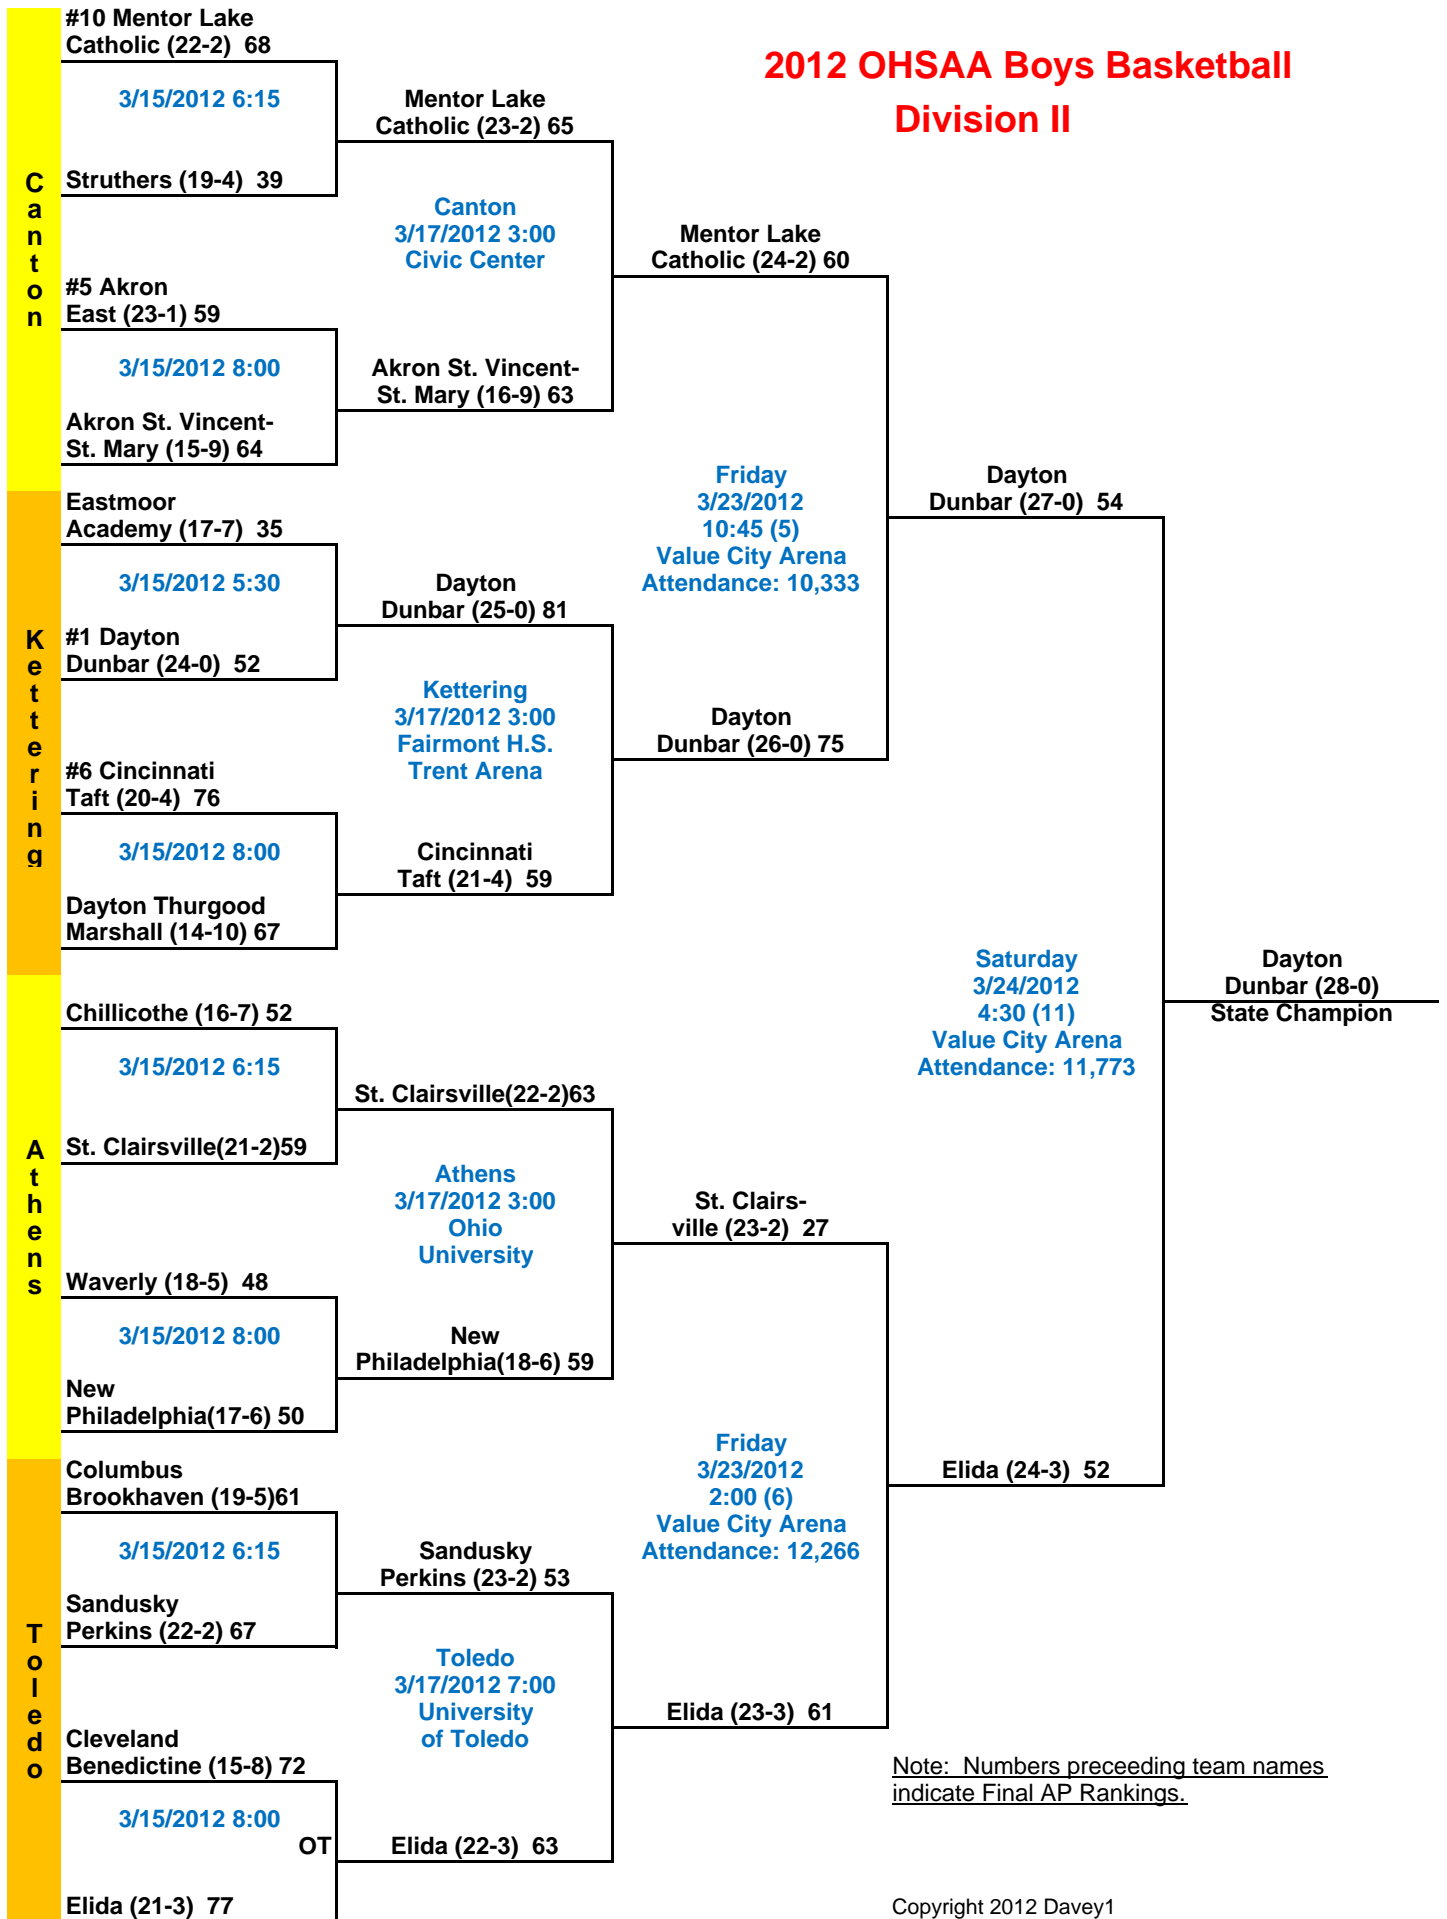 #10 Mentor Lake
Catholic (22-2)  68
2012 OHSAA Boys Basketball
Division II
3/15/2012 6:15
Mentor Lake
Catholic (23-2) 65
Struthers (19-4)  39
Canton
Canton
3/17/2012 3:00
Civic Center
Mentor Lake
Catholic (24-2) 60
#5 Akron
East (23-1) 59
3/15/2012 8:00
Akron St. Vincent-
St. Mary (16-9) 63
Akron St. Vincent-
St. Mary (15-9) 64
Friday
3/23/2012
10:45 (5)
Value City Arena
Attendance: 10,333
Dayton
Dunbar (27-0)  54
Eastmoor
Academy (17-7)  35
3/15/2012 5:30
Dayton
Dunbar (25-0) 81
Kettering
#1 Dayton
Dunbar (24-0)  52
Kettering
3/17/2012 3:00
Fairmont H.S.
Trent Arena
Dayton
Dunbar (26-0) 75
#6 Cincinnati
Taft (20-4)  76
3/15/2012 8:00
Cincinnati
Taft (21-4)  59
Dayton Thurgood
Marshall (14-10) 67
Saturday
3/24/2012
4:30 (11)
Value City Arena
Attendance: 11,773
Dayton
Dunbar (28-0)
State Champion
Chillicothe (16-7) 52
3/15/2012 6:15
St. Clairsville(22-2)63
Athens
St. Clairsville(21-2)59
Athens
3/17/2012 3:00
Ohio
University
St. Clairs-
ville (23-2)  27
Waverly (18-5)  48
3/15/2012 8:00
New
Philadelphia(18-6) 59
New
Philadelphia(17-6) 50
Friday
3/23/2012
2:00 (6)
Value City Arena
Attendance: 12,266
Elida (24-3)  52
Columbus
Brookhaven (19-5)61
3/15/2012 6:15
Sandusky
Perkins (23-2) 53
Sandusky
Perkins (22-2) 67
Toledo
Toledo
3/17/2012 7:00
University
of Toledo
Elida (23-3)  61
Cleveland
Benedictine (15-8) 72
Note:  Numbers preceeding team names
indicate Final AP Rankings.
3/15/2012 8:00
OT
Elida (22-3)  63
Elida (21-3)  77
Copyright 2012 Davey1